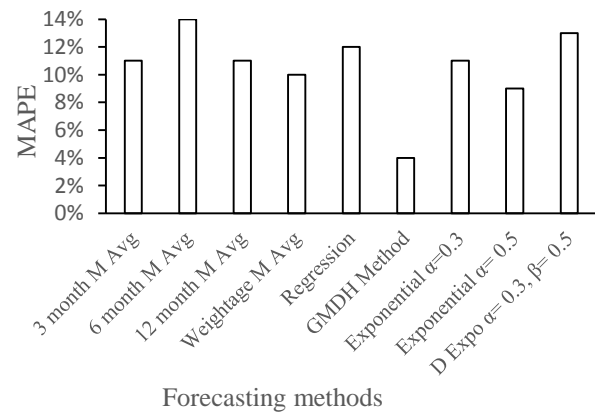 MAPE
14%
12%
10%
8%
6%
4%
2%
0%
3 month M Avg
6 month M Avg
12 month M Avg
Weightage M Avg
Regression
GMDH Method
Exponential α=0.3
Exponential α= 0.5
D Expo α= 0.3, β= 0.5
Forecasting methods